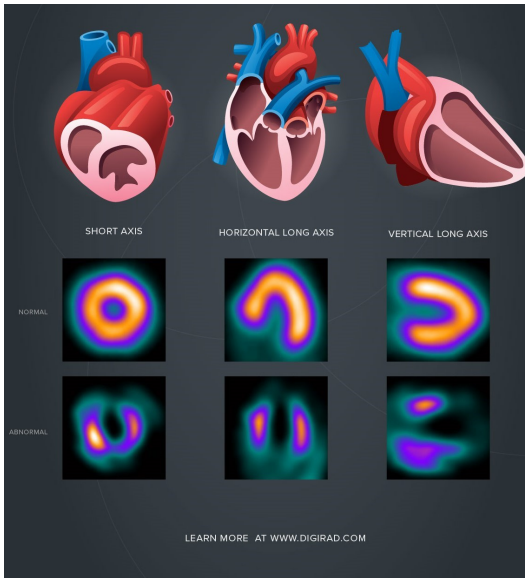 SHORT AXIS
HORIZONTAL LONG AXIS
VERTICAL LONG AXIS
NORMAL
ABNORMAL
LEARN MORE AT WWW.DIGIRAD.COM